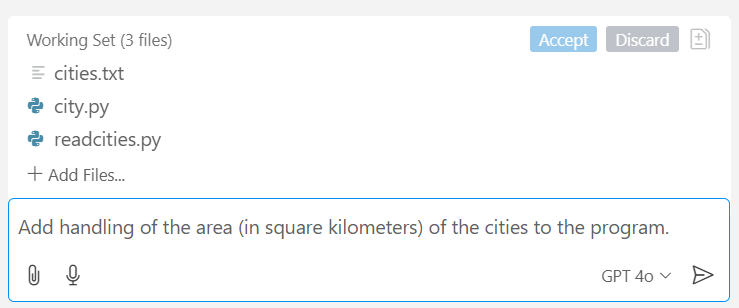 Working Set (3 files) Accept Discard
cities.txt
city.py
readcities.py
+ Add Files...
Add handling of the area (in square kilometers) of the cities to the program.
GPT 4o